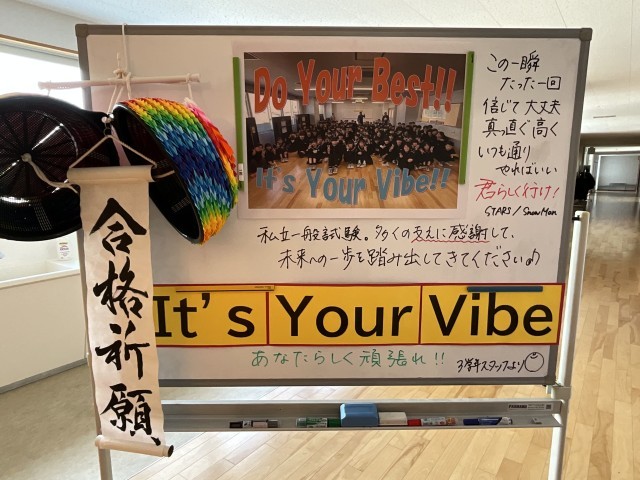 合格祈願
Do Your Best!!
It's Your Vibe!!
この一瞬
たった一回
信じて大丈夫
真っ直ぐ高く
いつも通り
やればいい
君らしく行け!
STARS/SnowMan
私立一般試験。多くの支えに感謝して、
未来への一歩を踏み出してきてください♪
It's Your Vibe
あなたらしく頑張れ!!
3学年スタッフより